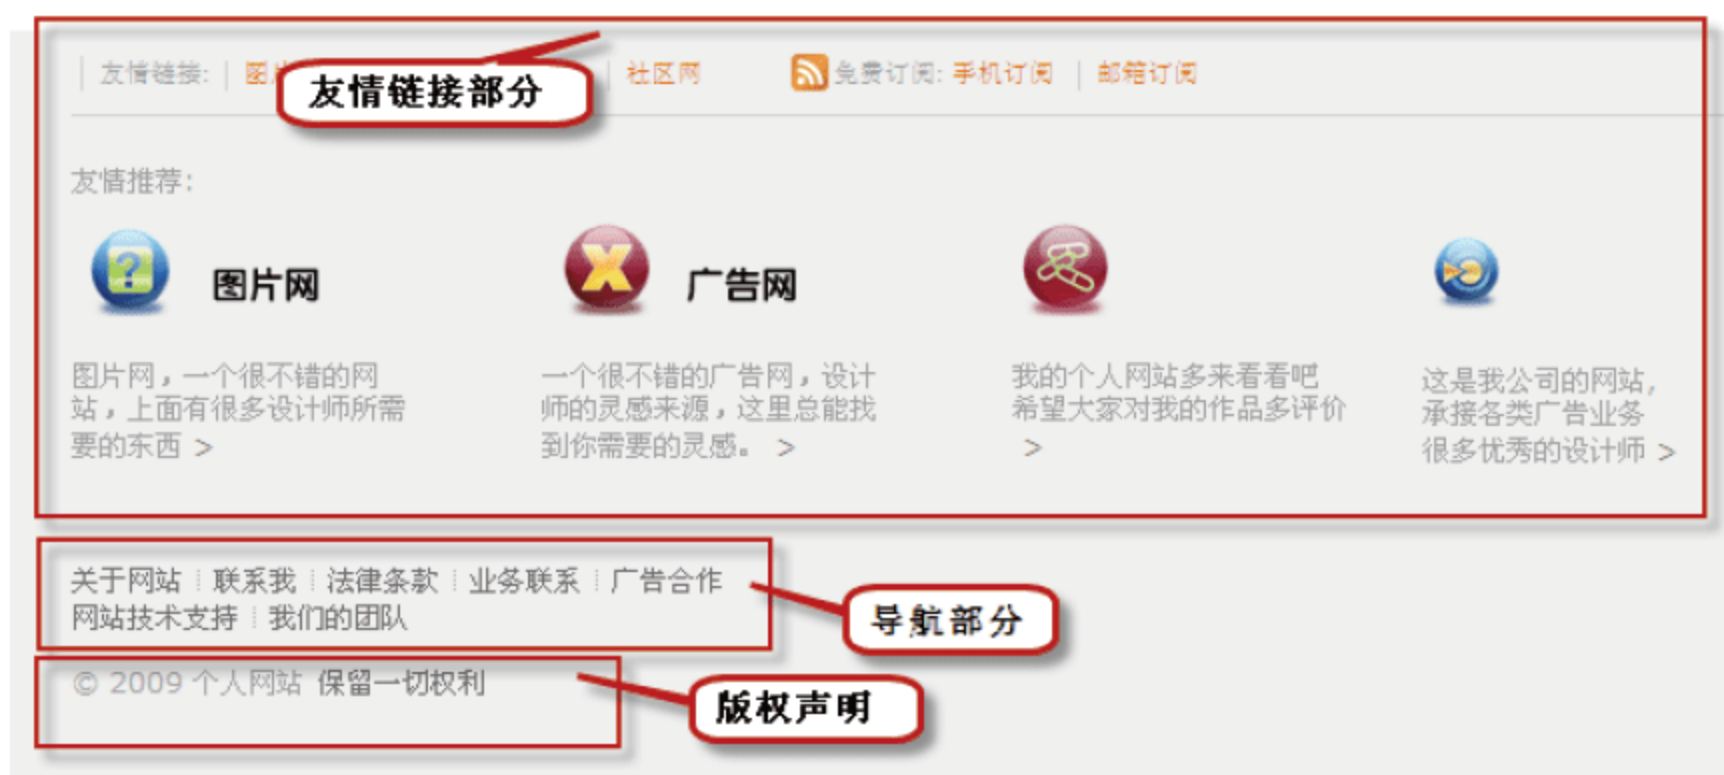 友情链接: 图
社区网
免费订阅: 手机订阅 | 邮箱订阅
友情链接部分
友情推荐:
图片网
广告网
图片网，一个很不错的网
站，上面有很多设计师所需
要的东西 >
一个很不错的广告网，设计
师的灵感来源，这里总能找
到你需要的灵感。 >
我的个人网站多来看看吧
希望大家对我的作品多评价
>
这是我公司的网站，
承接各类广告业务
很多优秀的设计师 >
关于网站 | 联系我 | 法律条款 | 业务联系 | 广告合作
网站技术支持 | 我们的团队
导航部分
© 2009 个人网站 保留一切权利
版权声明